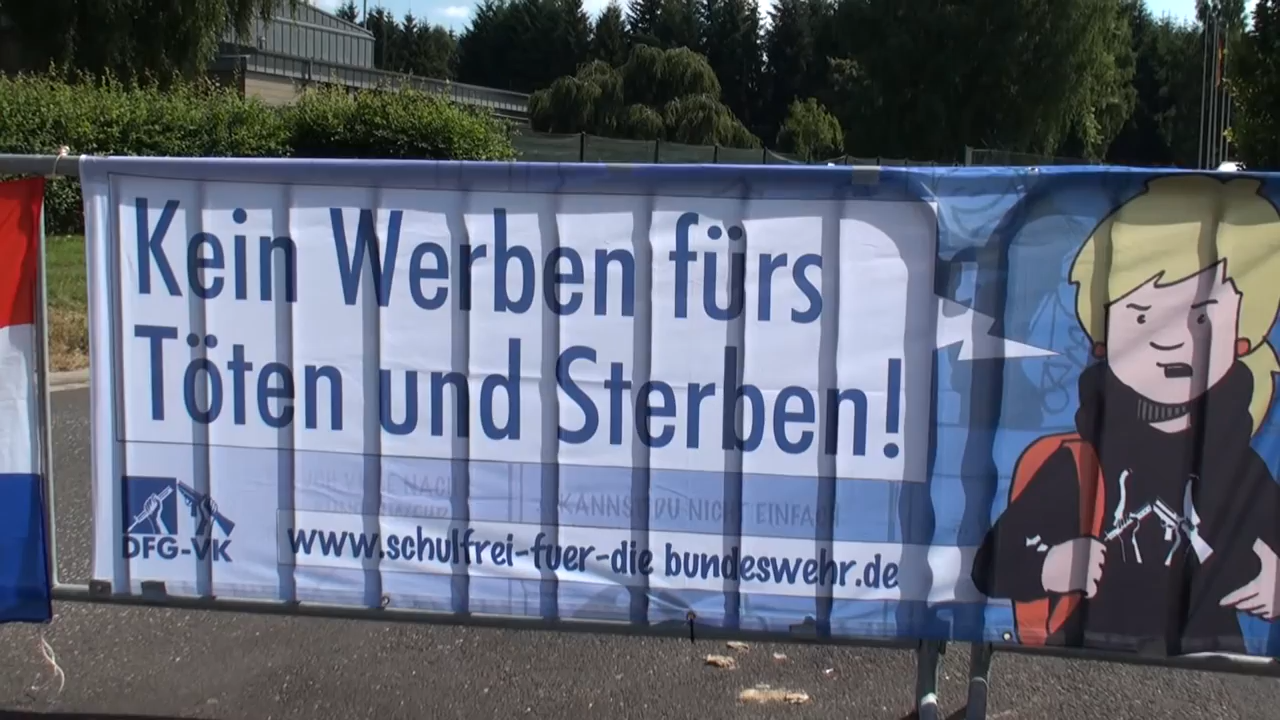 Kein Werben fürs
Töten und Sterben!
KANNST DU NICHT EINFACH
DFG-VK
www.schulfrei-fuer-die bundeswehr.de